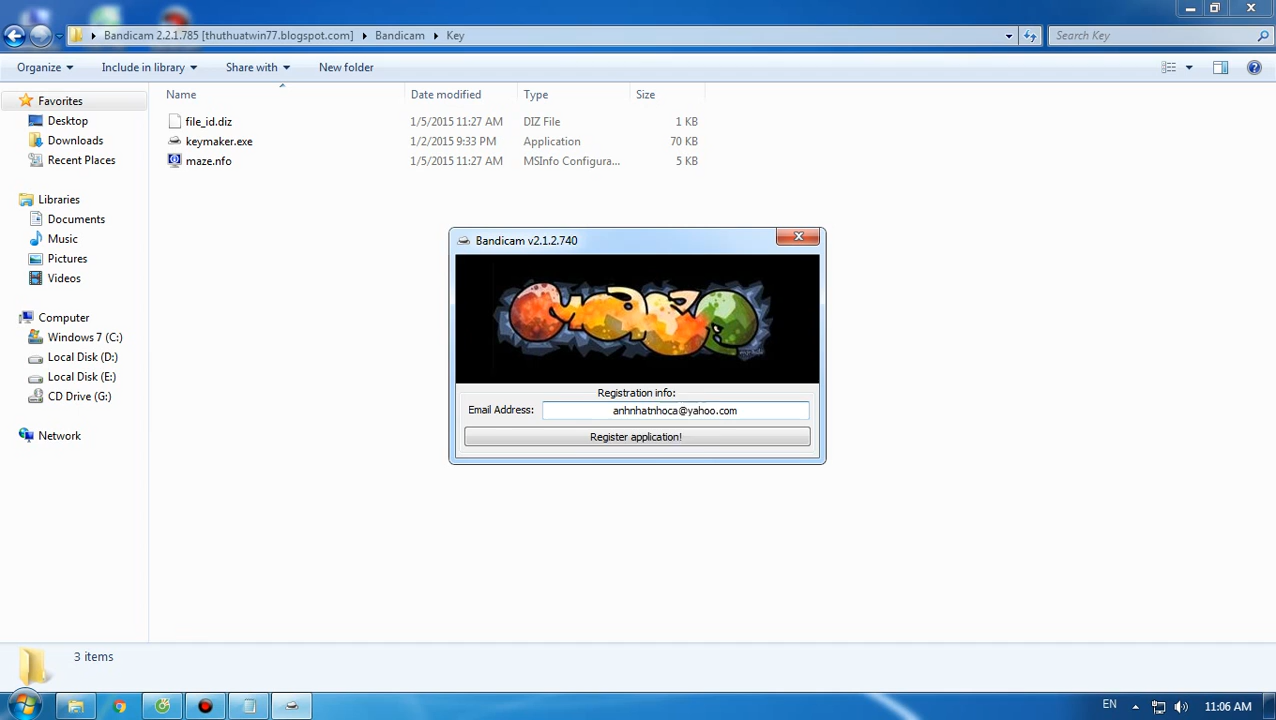 Bandicam 2.2.1.785 [thuthuatwin77.blogspot.com] Bandicam Key
Search Key
Organize Include in library Share with New folder
Name Date modified Type Size
Favorites
Desktop
Downloads
Recent Places
Libraries
Documents
Music
Pictures
Videos
Computer
Windows 7 (C:)
Local Disk (D:)
Local Disk (E:)
CD Drive (G:)
Network
file_id.diz 1/5/2015 11:27 AM DIZ File 1 KB
keymaker.exe 1/2/2015 9:33 PM Application 70 KB
maze.nfo 1/5/2015 11:27 AM MSInfo Configura... 5 KB
Bandicam v2.1.2.740
maze
Registration info:
Email Address: anhnhatnhoca@yahoo.com
Register application!
3 items
EN 11:06 AM